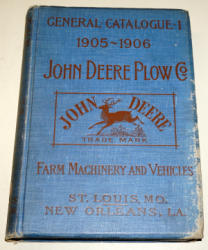 GENERAL CATALOGUE-I
1905~1906
JOHN DEERE PLOW CO.
JOHN DEERE
TRADE MARK
FARM MACHINERY AND VEHICLES
ST. LOUIS, MO.
NEW ORLEANS, LA.